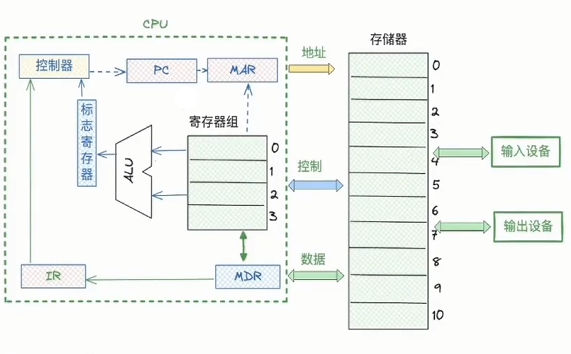 CPU
控制器
PC
MAR
地址
存储器
标志寄存器
ALU
寄存器组
0
1
2
3
控制
IR
MDR
数据
0
1
2
3
4
5
6
7
8
9
10
输入设备
输出设备